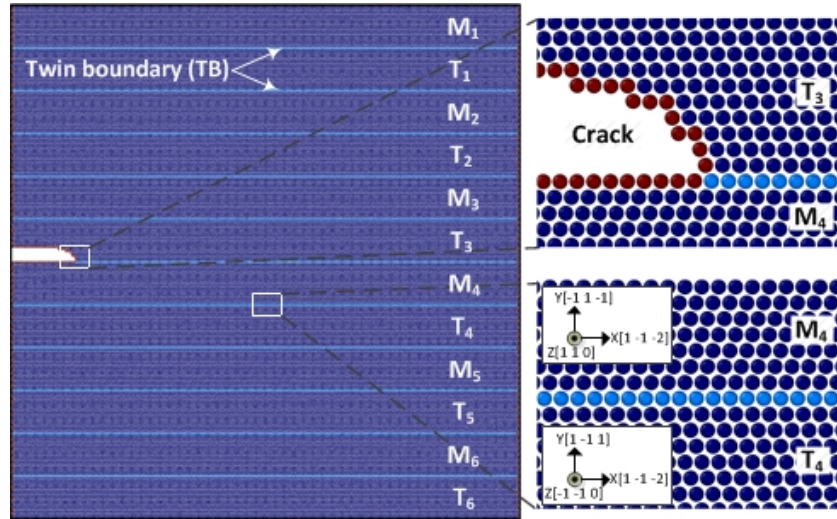 M1
Twin boundary (TB)
T1
M2
T2
M3
T3
M4
T4
M5
T5
M6
T6
T3
Crack
M4
Y[-1 1 -1]
X[1 -1 -2]
Z[1 1 0]
M4
Y[1 -1 1]
X[1 -1 -2]
Z[-1 -1 0]
T4